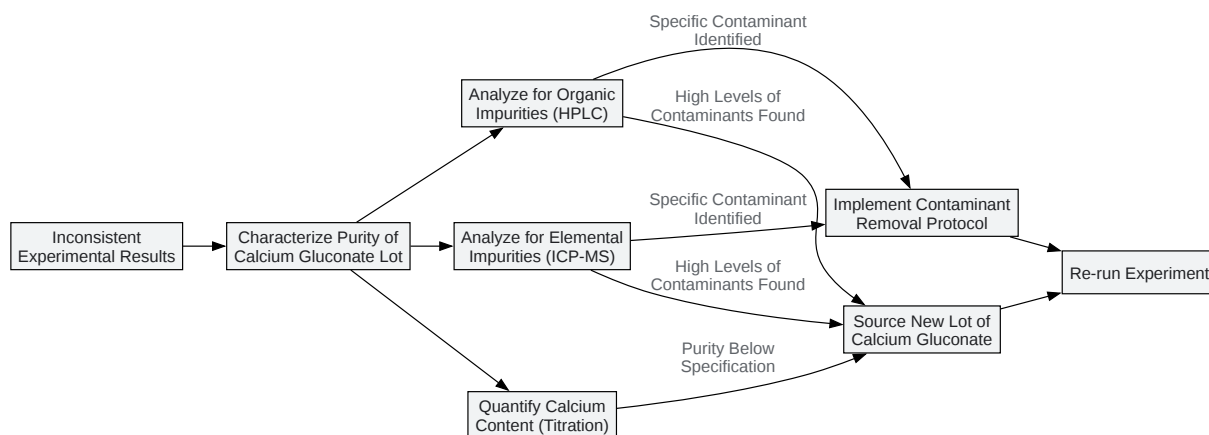 Specific Contaminant
Identified
Analyze for Organic
Impurities (HPLC)
High Levels of
Contaminants Found
Inconsistent
Experimental Results
Characterize Purity of
Calcium Gluconate Lot
Analyze for Elemental
Impurities (ICP-MS)
Specific Contaminant
Identified
Implement Contaminant
Removal Protocol
High Levels of
Contaminants Found
Re-run Experiment
Source New Lot of
Calcium Gluconate
Purity Below
Specification
Quantify Calcium
Content (Titration)